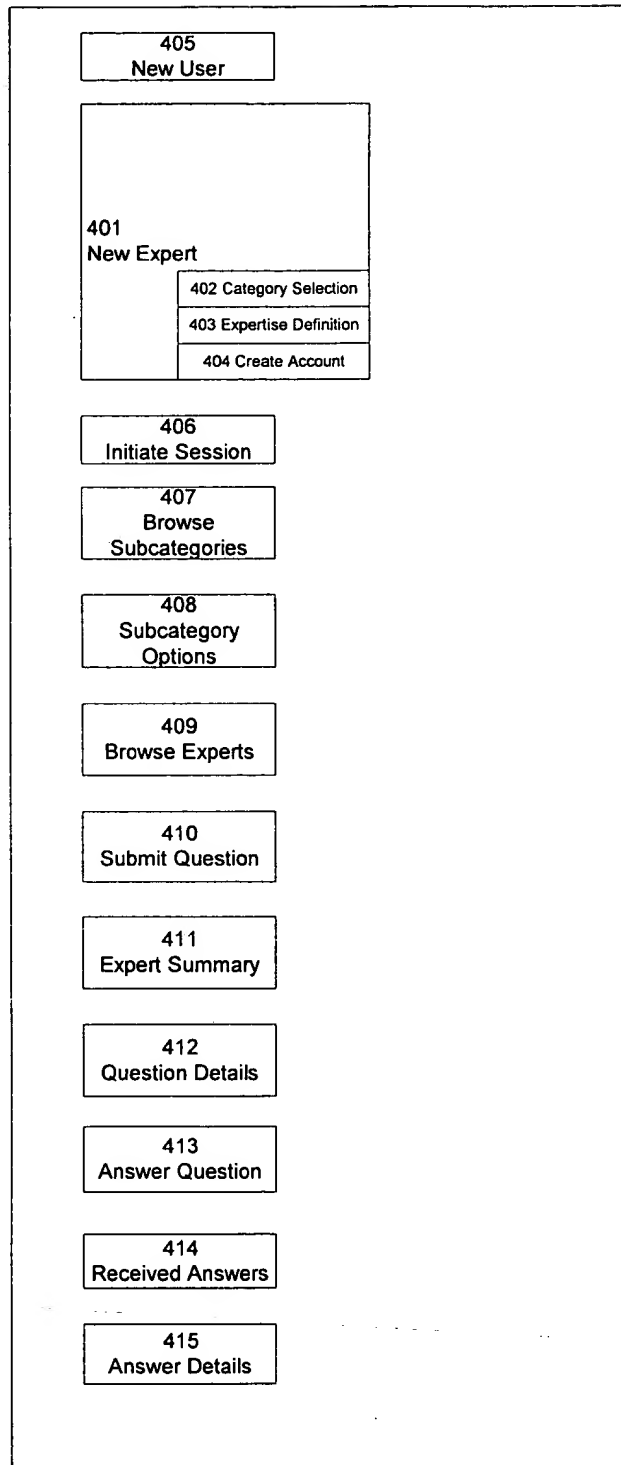 405
New User
401
New Expert
402 Category Selection
403 Expertise Definition
404 Create Account
406
Initiate Session
407
Browse
Subcategories
408
Subcategory
Options
409
Browse Experts
410
Submit Question
411
Expert Summary
412
Question Details
413
Answer Question
414
Received Answers
415
Answer Details